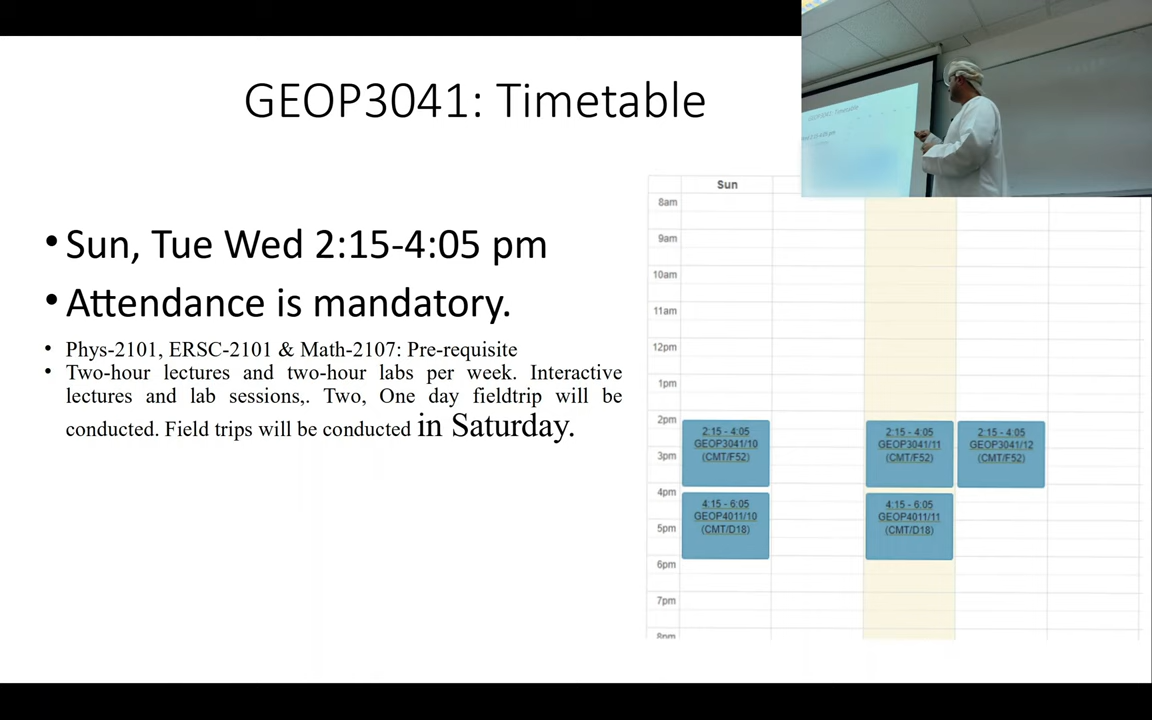 GEOP3041: Timetable
• Sun, Tue Wed 2:15-4:05 pm
• Attendance is mandatory.
• Phys-2101, ERSC-2101 & Math-2107: Pre-requisite
• Two-hour lectures and two-hour labs per week. Interactive
lectures and lab sessions,. Two, One day fieldtrip will be
conducted. Field trips will be conducted in Saturday.
Sun
8am
9am
10am
11am
12pm
1pm
2pm
3pm
4pm
5pm
6pm
7pm
8pm
2:15 - 4:05
GEOP3041/10
(CMT/F52)
2:15 - 4:05
GEOP3041/11
(CMT/F52)
2:15 - 4:05
GEOP3041/12
(CMT/F52)
4:15 - 6:05
GEOP4011/10
(CMT/D18)
4:15 - 6:05
GEOP4011/11
(CMT/D18)
GEOP3041: Timetable